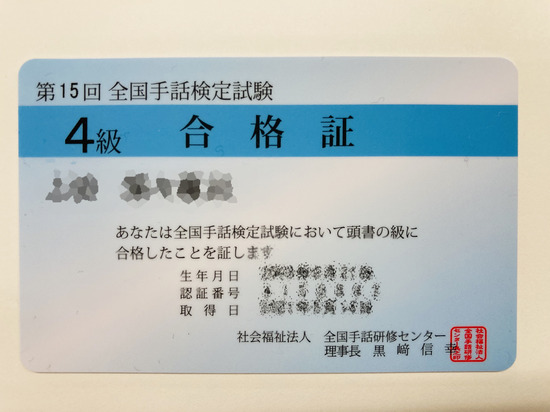 第15回 全国手話検定試験
4級 合格証
あなたは全国手話検定試験において頭書の級に
合格したことを証します
生年月日
認証番号
取得日
社会福祉法人 全国手話研修センター
理事長 黒﨑信幸